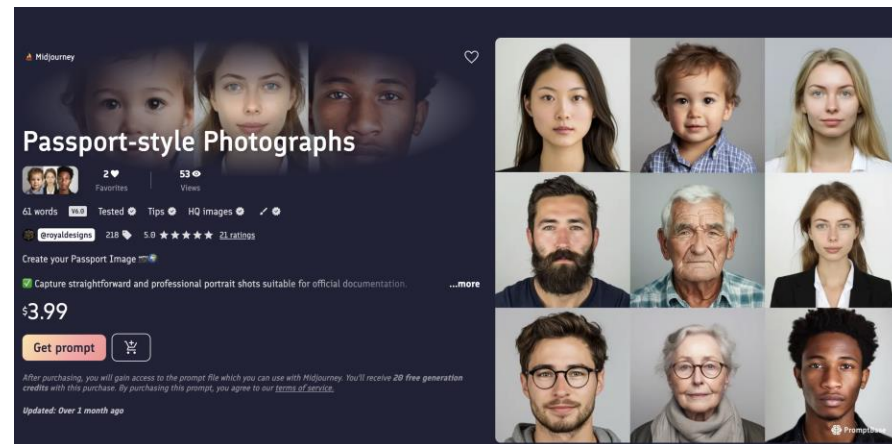 Midjourney
Passport-style Photographs
2
Favorites
53
Views
61 words V6.0 Tested Tips HQ images
@royaldesigns 218 5.0 ★★★★★ 21 ratings
Create your Passport Image
✅ Capture straightforward and professional portrait shots suitable for official documentation. ...more
$3.99
Get prompt
After purchasing, you will gain access to the prompt file which you can use with Midjourney. You'll receive 20 free generation
credits with this purchase. By purchasing this prompt, you agree to our terms of service.
Updated: Over 1 month ago
PromptBase